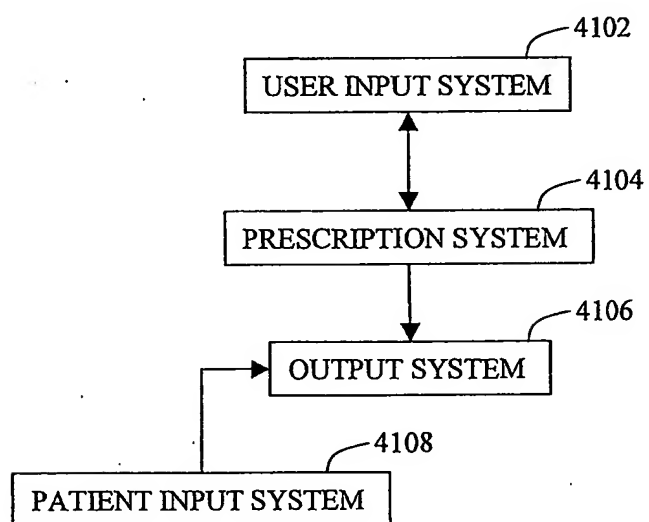 4102
USER INPUT SYSTEM
4104
PRESCRIPTION SYSTEM
4106
OUTPUT SYSTEM
4108
PATIENT INPUT SYSTEM